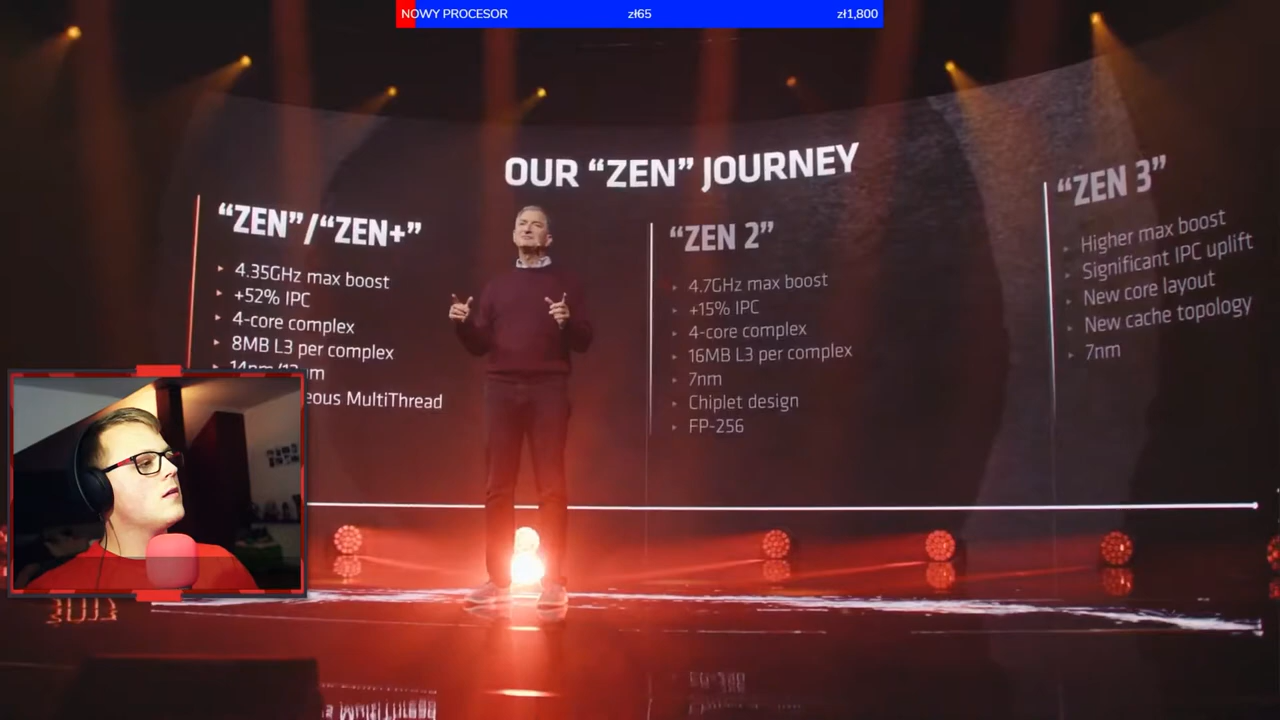 NOWY PROCESOR zł65 zł1,800
OUR “ZEN” JOURNEY
“ZEN”/“ZEN+”
4.35GHz max boost
+52% IPC
4-core complex
8MB L3 per complex
MultiThread
“ZEN 2”
4.7GHz max boost
+15% IPC
4-core complex
16MB L3 per complex
7nm
Chiplet design
FP-256
“ZEN 3”
Higher max boost
Significant IPC uplift
New core layout
New cache topology
7nm